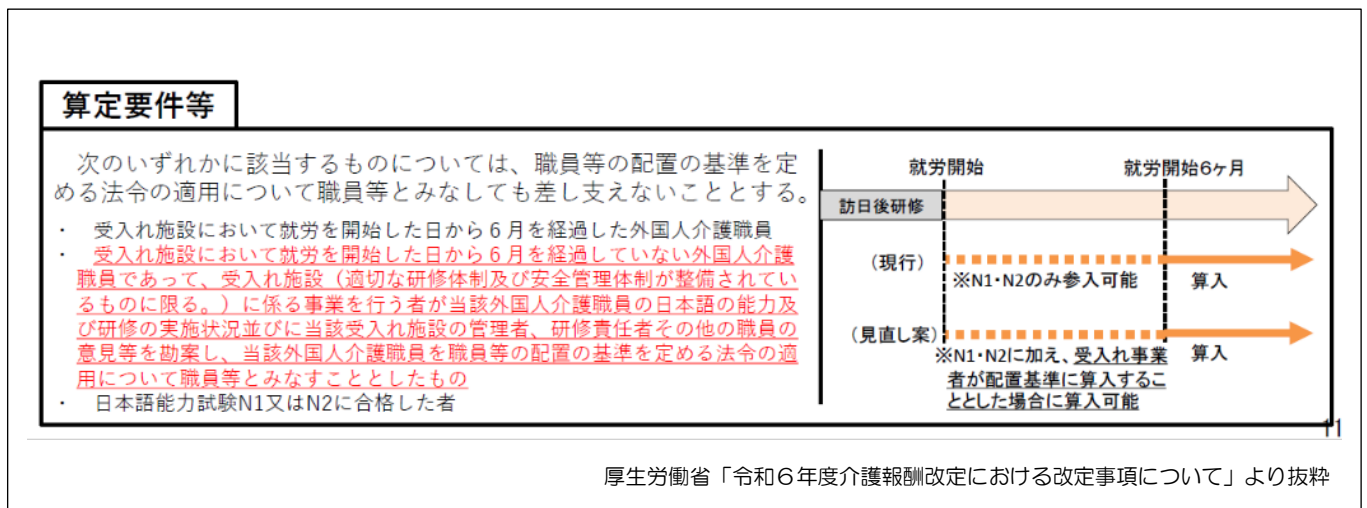 算定要件等
次のいずれかに該当するものについては、職員等の配置の基準を定
める法令の適用について職員等とみなしても差し支えないこととする。
・ 受入れ施設において就労を開始した日から６月を経過した外国人介護職員
・ 受入れ施設において就労を開始した日から６月を経過していない外国人介護
職員であって、受入れ施設（適切な研修体制及び安全管理体制が整備されてい
るものに限る。）に係る事業を行う者が当該外国人介護職員の日本語の能力及
び研修の実施状況並びに当該受入れ施設の管理者、研修責任者その他の職員の
意見等を勘案し、当該外国人介護職員を職員等の配置の基準を定める法令の適
用について職員等とみなすこととしたもの
・ 日本語能力試験N1又はN2に合格した者
就労開始
就労開始6ヶ月
訪日後研修
（現行）
※N1・N2のみ参入可能
算入
（見直し案）
※N1・N2に加え、受入れ事業
者が配置基準に算入するこ
ととした場合に算入可能
算入
11
厚生労働省「令和６年度介護報酬改定における改定事項について」より抜粋